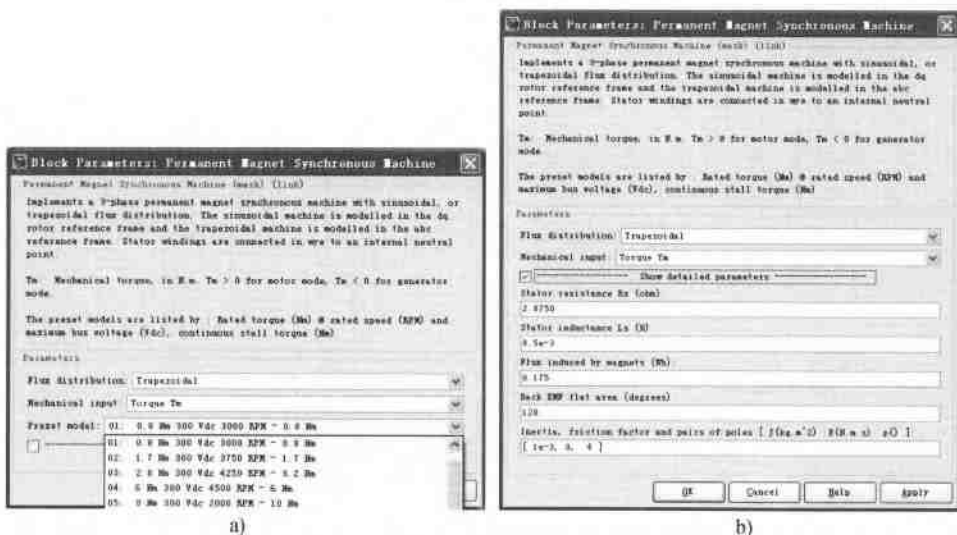 Block Parameters: Permanent Magnet Synchronous Machine
Permanent Magnet Synchronous Machine (mask) (link)
Implements a 3-phase permanent magnet synchronous machine with sinusoidal, or
trapezoidal flux distribution. The sinusoidal machine is modelled in the dq
rotor reference frame and the trapezoidal machine is modelled in the abc
reference frame. Stator windings are connected in wye to an internal neutral
point.
Tm: Mechanical torque, in N.m. Tm > 0 for motor mode, Tm < 0 for generator
mode.
The preset models are listed by : Rated torque (Nm) @ rated speed (RPM) and
maximum bus voltage (Vdc), continuous stall torque (Nm)
Parameters
Flux distribution: Trapezoidal
Mechanical input: Torque Tm
Preset model: 01: 0.8 Nm 300 Vdc 3000 RPM - 0.8 Nm
01: 0.8 Nm 300 Vdc 3000 RPM - 0.8 Nm
02: 1.7 Nm 300 Vdc 3750 RPM - 1.7 Nm
03: Nm 300 Vdc 4250 RPM - 3.2 Nm
04: 6 Nm 300 Vdc 4500 RPM - 6 Nm
05: Nm 300 Vdc 2000 RPM - 10 Nm
a)
Block Parameters: Permanent Magnet Synchronous Machine
Permanent Magnet Synchronous Machine (mask) (link)
Implements a 3-phase permanent magnet synchronous machine with sinusoidal, or
trapezoidal flux distribution. The sinusoidal machine is modelled in the dq
rotor reference frame and the trapezoidal machine is modelled in the abc
reference frame. Stator windings are connected in wye to an internal neutral
point.
Tm: Mechanical torque, in N.m. Tm > 0 for motor mode, Tm < 0 for generator
mode.
The preset models are listed by : Rated torque (Nm) @ rated speed (RPM) and
maximum bus voltage (Vdc), continuous stall torque (Nm)
Parameters
Flux distribution: Trapezoidal
Mechanical input: Torque Tm
Show detailed parameters
Stator resistance Rs (ohm)
2.8750
Stator inductance Ls (H)
8.5e-3
Flux induced by magnets (Wb)
0.175
Back EMF flat area (degrees)
120
Inertia, friction factor and pairs of poles [ J(kg.m^2) F(N.m.s) p() ]
[ 1e-3, 0, 4 ]
OK Cancel Help Apply
b)